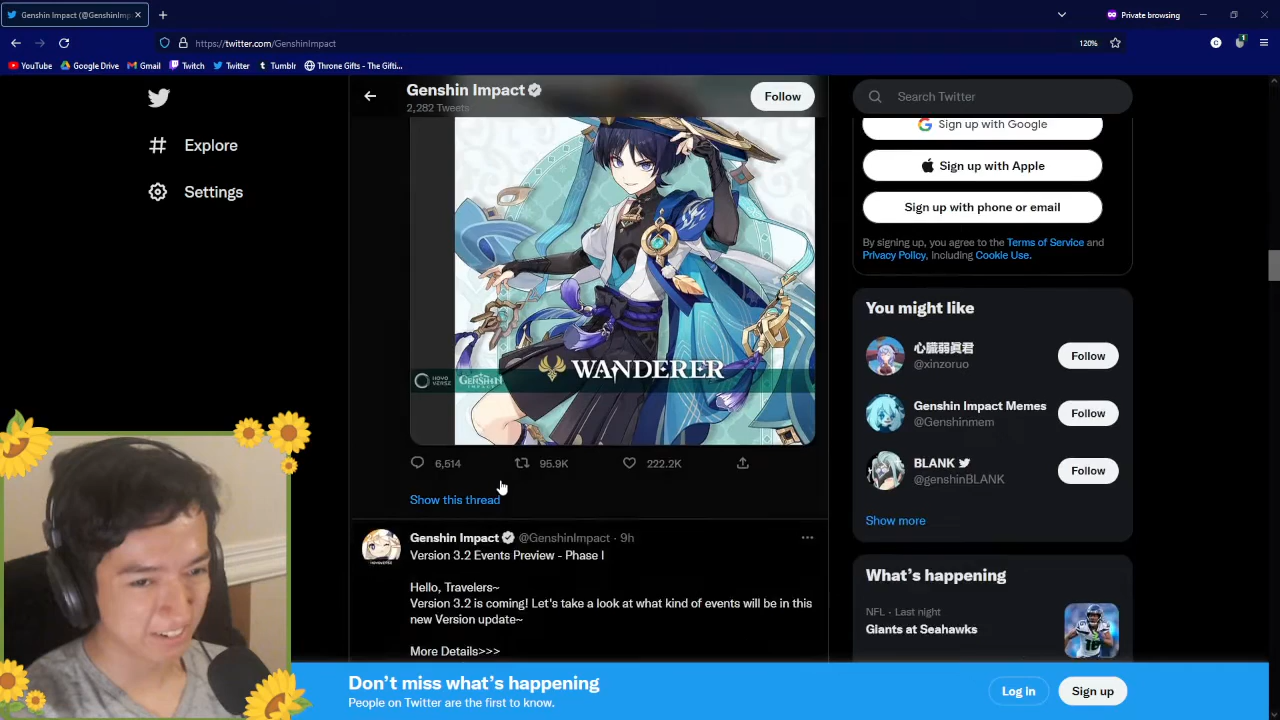 Genshin Impact (@GenshinImp
Private browsing
https://twitter.com/GenshinImpact
120%
YouTube
Google Drive
Gmail
Twitch
Twitter
Tumblr
Throne Gifts - The Gifti...
Explore
Settings
Genshin Impact
2,282 Tweets
Follow
HOYO
VERSE
GENSHIN
IMPACT
WANDERER
6,514
95.9K
222.2K
Show this thread
Genshin Impact @GenshinImpact · 9h
Version 3.2 Events Preview - Phase I
Hello, Travelers~
Version 3.2 is coming! Let's take a look at what kind of events will be in this
new Version update~
More Details>>>
Search Twitter
Sign up with Google
Sign up with Apple
Sign up with phone or email
By signing up, you agree to the Terms of Service and
Privacy Policy, including Cookie Use.
You might like
心臓弱眞君
@xinzoruo
Follow
Genshin Impact Memes
@Genshinmem
Follow
BLANK
@genshinBLANK
Follow
Show more
What's happening
NFL · Last night
Giants at Seahawks
Don't miss what's happening
People on Twitter are the first to know.
Log in
Sign up